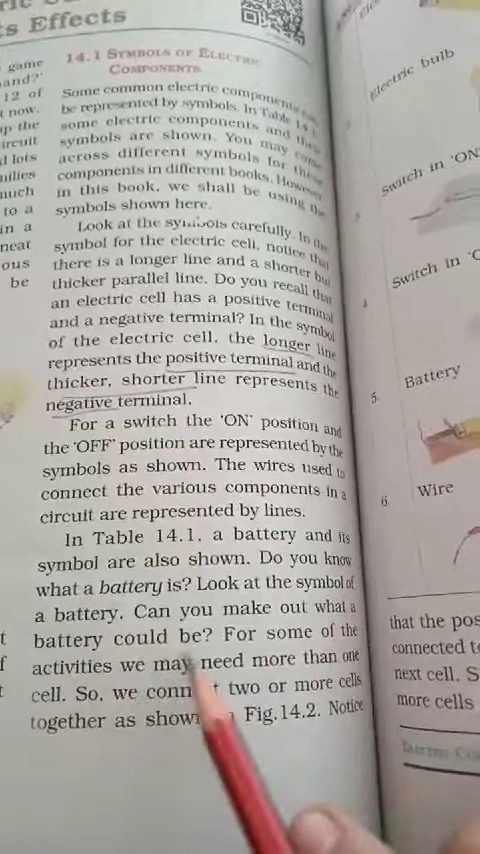 s Effects
14.1 SYMBOLS OF ELECTRIC
COMPONENTS
Some common electric components
be represented by symbols. In Table 14.1,
some electric components and their
symbols are shown. You may come
across different symbols for these
components in different books. However
in this book, we shall be using the
symbols shown here.
Look at the symbols carefully. In the
symbol for the electric cell, notice that
there is a longer line and a shorter but
thicker parallel line. Do you recall that
an electric cell has a positive terminal
and a negative terminal? In the symbol
of the electric cell, the longer line
represents the positive terminal and the
thicker, shorter line represents the
negative terminal.
For a switch the 'ON' position and
the 'OFF' position are represented by the
symbols as shown. The wires used to
connect the various components in a
circuit are represented by lines.
In Table 14.1, a battery and its
symbol are also shown. Do you know
what a battery is? Look at the symbol of
a battery. Can you make out what a
battery could be? For some of the
activities we may need more than one
cell. So, we conn t two or more cells
together as show Fig.14.2. Notice
game
and?'
12 of
now.
p the
ircuit
d lots
milies
much
to a
in a
neat
ous
be
t
f
t
Electric bulb
3. Switch in 'ON'
4 Switch in
5. Battery
6. Wire
that the pos
connected to
next cell. S
more cells